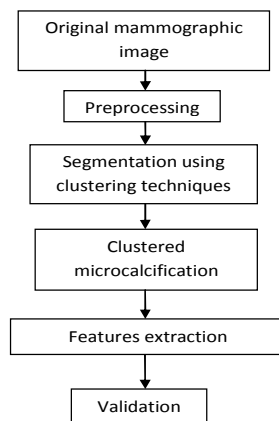 Original mammographic
image
Preprocessing
Segmentation using
clustering techniques
Clustered
microcalcification
Features extraction
Validation